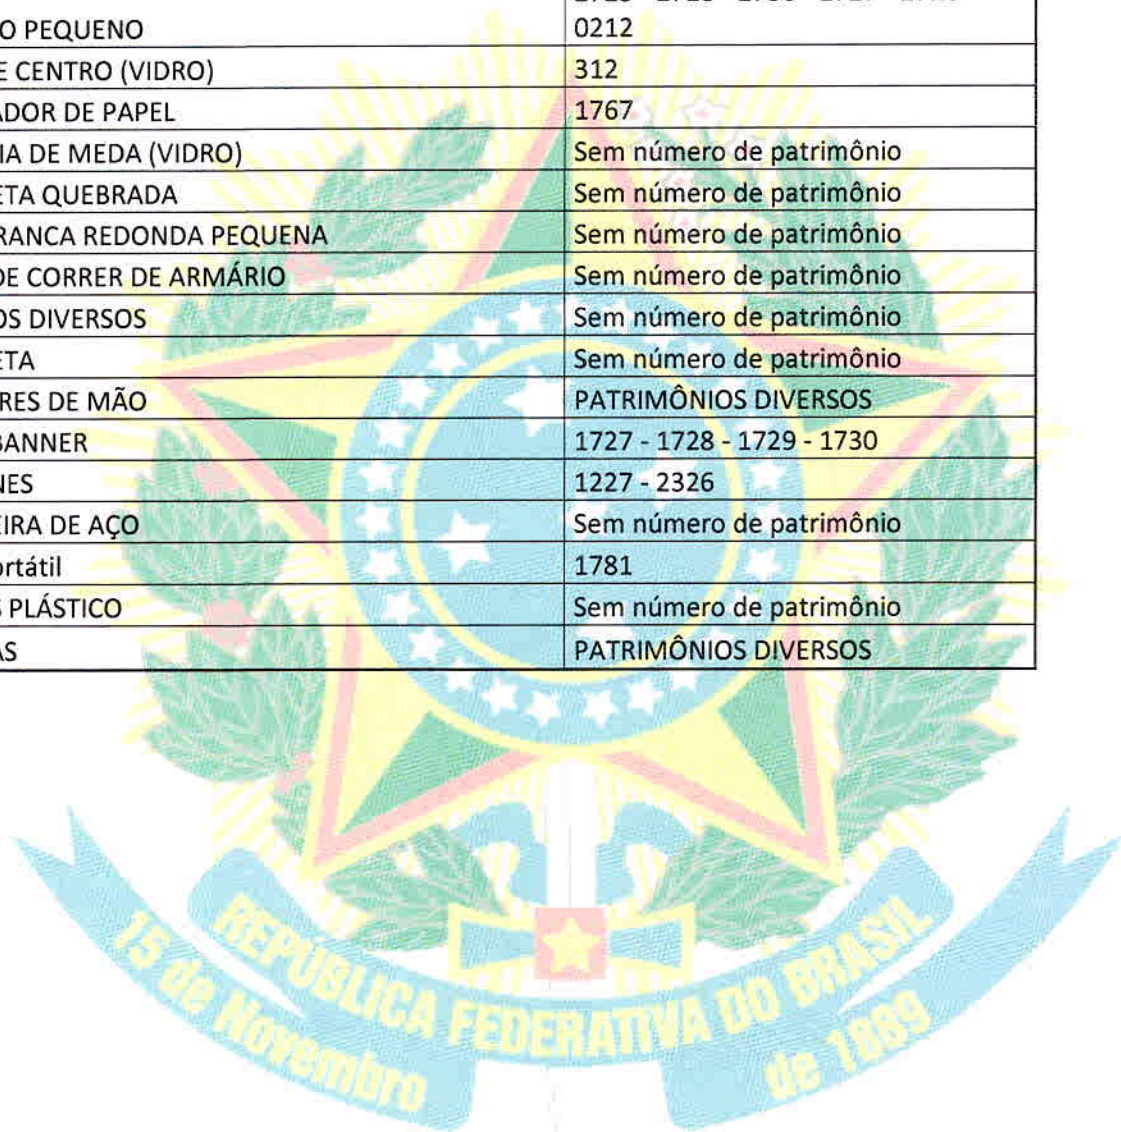 O PEQUENO 0212
E CENTRO (VIDRO) 312
ADOR DE PAPEL 1767
IA DE MEDA (VIDRO) Sem número de patrimônio
ETA QUEBRADA Sem número de patrimônio
RANCA REDONDA PEQUENA Sem número de patrimônio
DE CORRER DE ARMÁRIO Sem número de patrimônio
OS DIVERSOS Sem número de patrimônio
ETA Sem número de patrimônio
RES DE MÃO PATRIMÔNIOS DIVERSOS
BANNER 1727 - 1728 - 1729 - 1730
NES 1227 - 2326
EIRA DE AÇO Sem número de patrimônio
ortátil 1781
S PLÁSTICO Sem número de patrimônio
AS PATRIMÔNIOS DIVERSOS
REPÚBLICA FEDERATIVA DO BRASIL
15 de Novembro de 1889